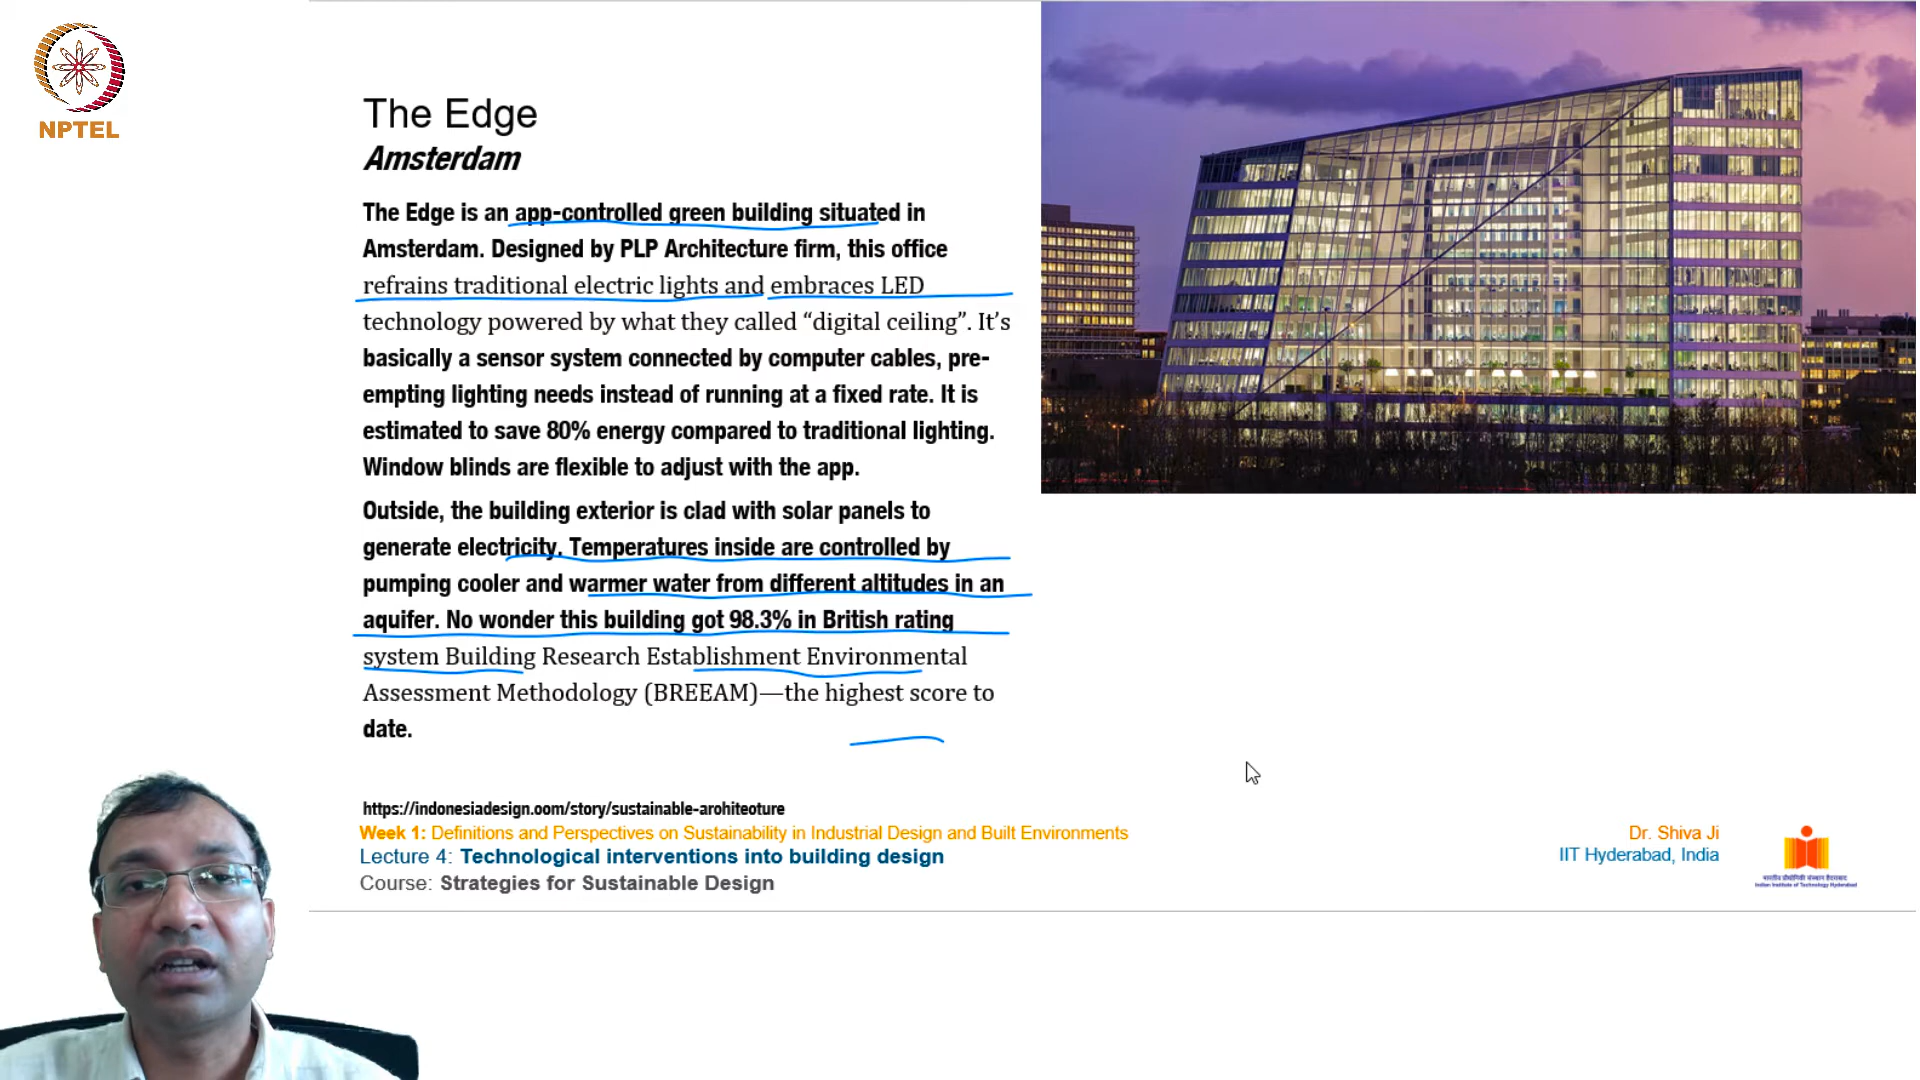 NPTEL
The Edge
Amsterdam
The Edge is an app-controlled green building situated in
Amsterdam. Designed by PLP Architecture firm, this office
refrains traditional electric lights and embraces LED
technology powered by what they called “digital ceiling”. It’s
basically a sensor system connected by computer cables, pre-
empting lighting needs instead of running at a fixed rate. It is
estimated to save 80% energy compared to traditional lighting.
Window blinds are flexible to adjust with the app.
Outside, the building exterior is clad with solar panels to
generate electricity. Temperatures inside are controlled by
pumping cooler and warmer water from different altitudes in an
aquifer. No wonder this building got 98.3% in British rating
system Building Research Establishment Environmental
Assessment Methodology (BREEAM)—the highest score to
date.
https://indonesiadesign.com/story/sustainable-architecture
Week 1: Definitions and Perspectives on Sustainability in Industrial Design and Built Environments
Lecture 4: Technological interventions into building design
Course: Strategies for Sustainable Design
Dr. Shiva Ji
IIT Hyderabad, India
भारतीय प्रौद्योगिकी संस्थान हैदराबाद
Indian Institute of Technology Hyderabad